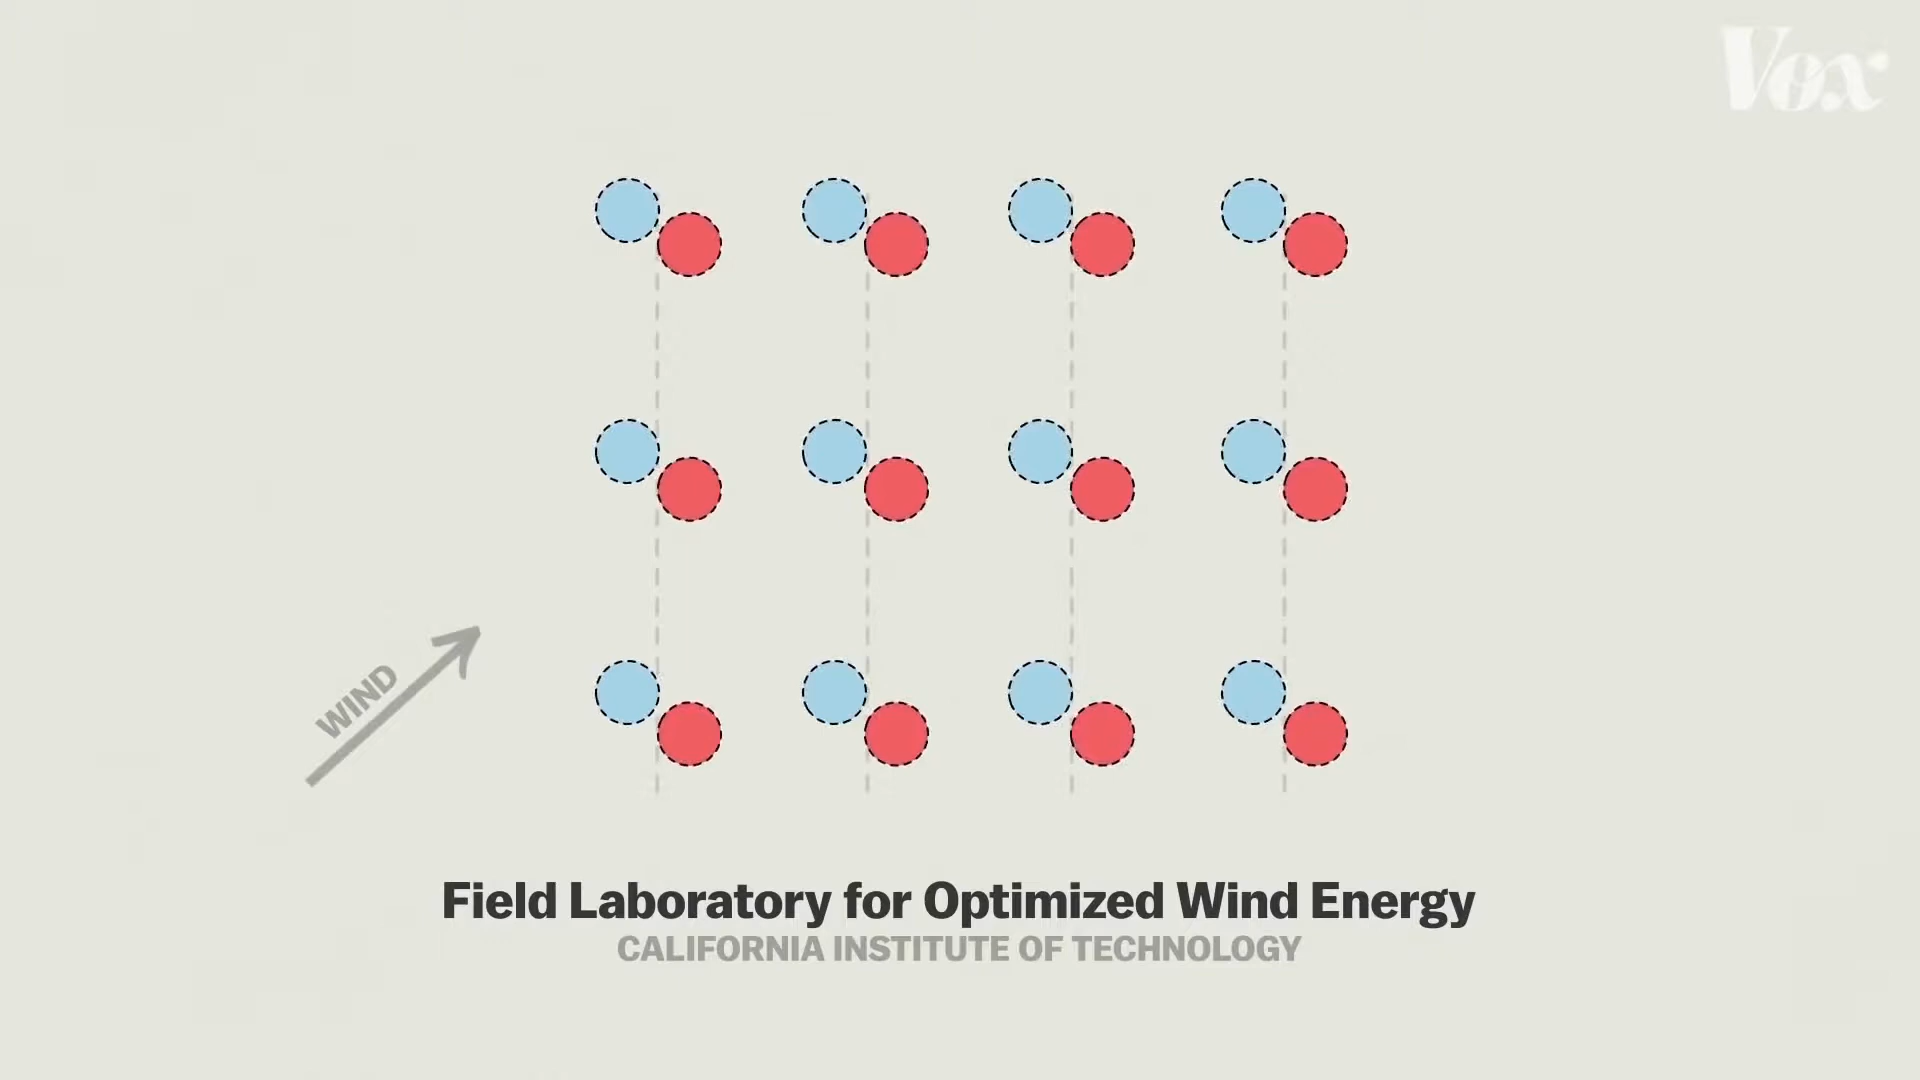 Vox
WIND
Field Laboratory for Optimized Wind Energy
CALIFORNIA INSTITUTE OF TECHNOLOGY